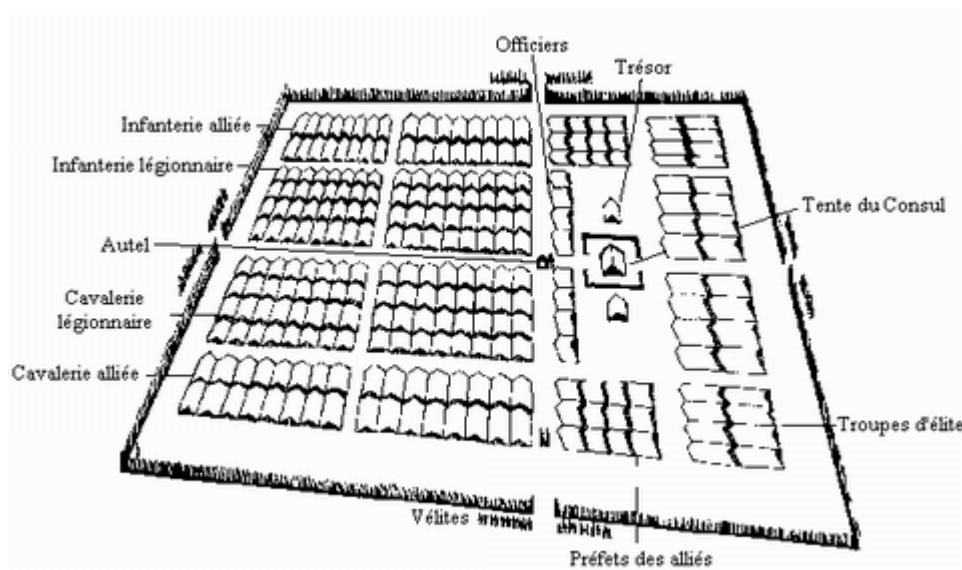 Officiers
Trésor
Infanterie alliée
Infanterie légionnaire
Tente du Consul
Autel
Cavalerie
légionnaire
Cavalerie alliée
Troupes d'élite
Vélites
Préfets des alliés